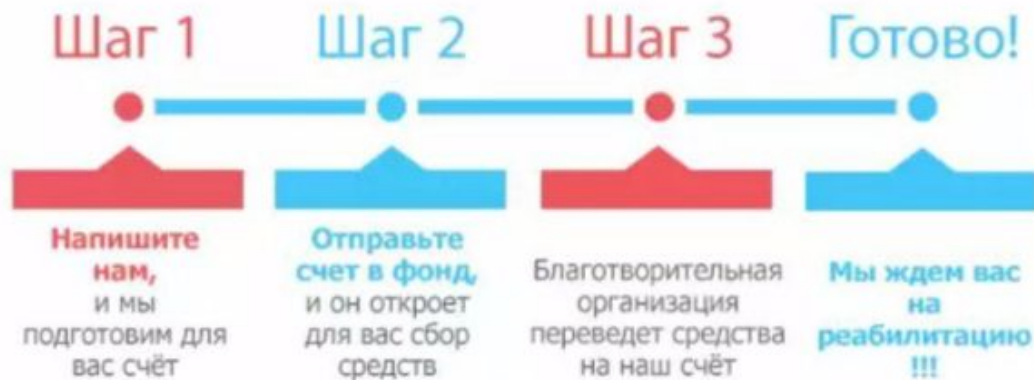 Шаг 1
Напишите
нам,
и мы
подготовим для
вас счёт
Шаг 2
Отправьте
счет в фонд,
и он откроет
для вас сбор
средств
Шаг 3
Благотворительная
организация
переведет средства
на наш счёт
Готово!
Мы ждем вас
на
реабилитацию
!!!